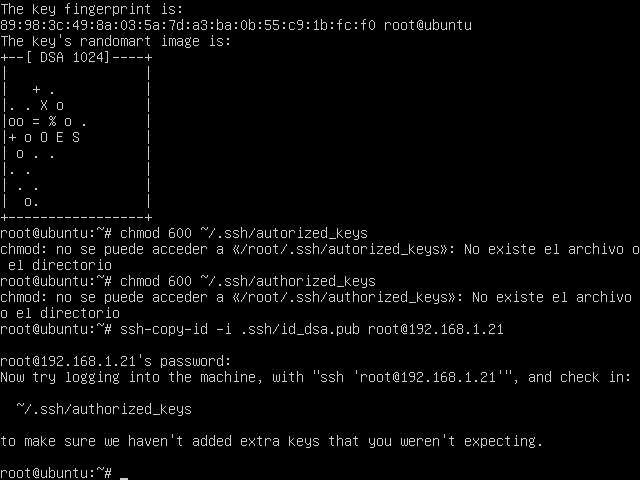 The key fingerprint is:
89:98:3c:49:8a:03:5a:7d:a3:ba:0b:55:c9:1b:fc:f0 root@ubuntu
The key's randomart image is:
+--[ DSA 1024]----+
|                 |
|   + .           |
|. . X o          |
|oo = % o .       |
|+ o O E S        |
| o . .           |
|. .              |
| . .             |
|  o.             |
+-----------------+
root@ubuntu:~# chmod 600 ~/.ssh/autorized_keys
chmod: no se puede acceder a «/root/.ssh/autorized_keys»: No existe el archivo o
 el directorio
root@ubuntu:~# chmod 600 ~/.ssh/authorized_keys
chmod: no se puede acceder a «/root/.ssh/authorized_keys»: No existe el archivo
o el directorio
root@ubuntu:~# ssh-copy-id -i .ssh/id_dsa.pub root@192.168.1.21

root@192.168.1.21's password:
Now try logging into the machine, with "ssh 'root@192.168.1.21'", and check in:

  ~/.ssh/authorized_keys

to make sure we haven't added extra keys that you weren't expecting.

root@ubuntu:~# _